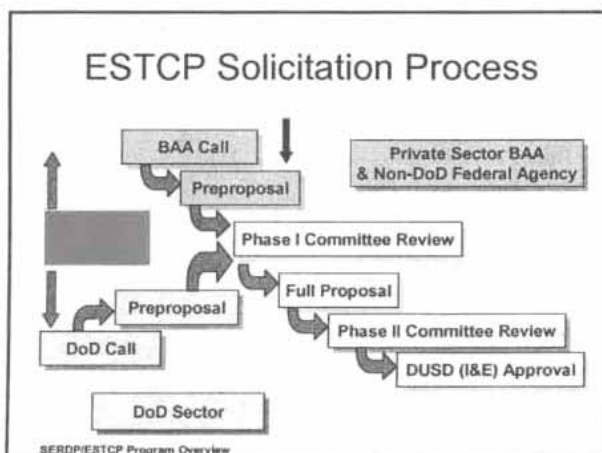 ESTCP Solicitation Process
BAA Call
Preproposal
Private Sector BAA
& Non-DoD Federal Agency
Phase I Committee Review
Preproposal
Full Proposal
DoD Call
Phase II Committee Review
DUSD (I&E) Approval
DoD Sector
SERDP/ESTCP Program Overview